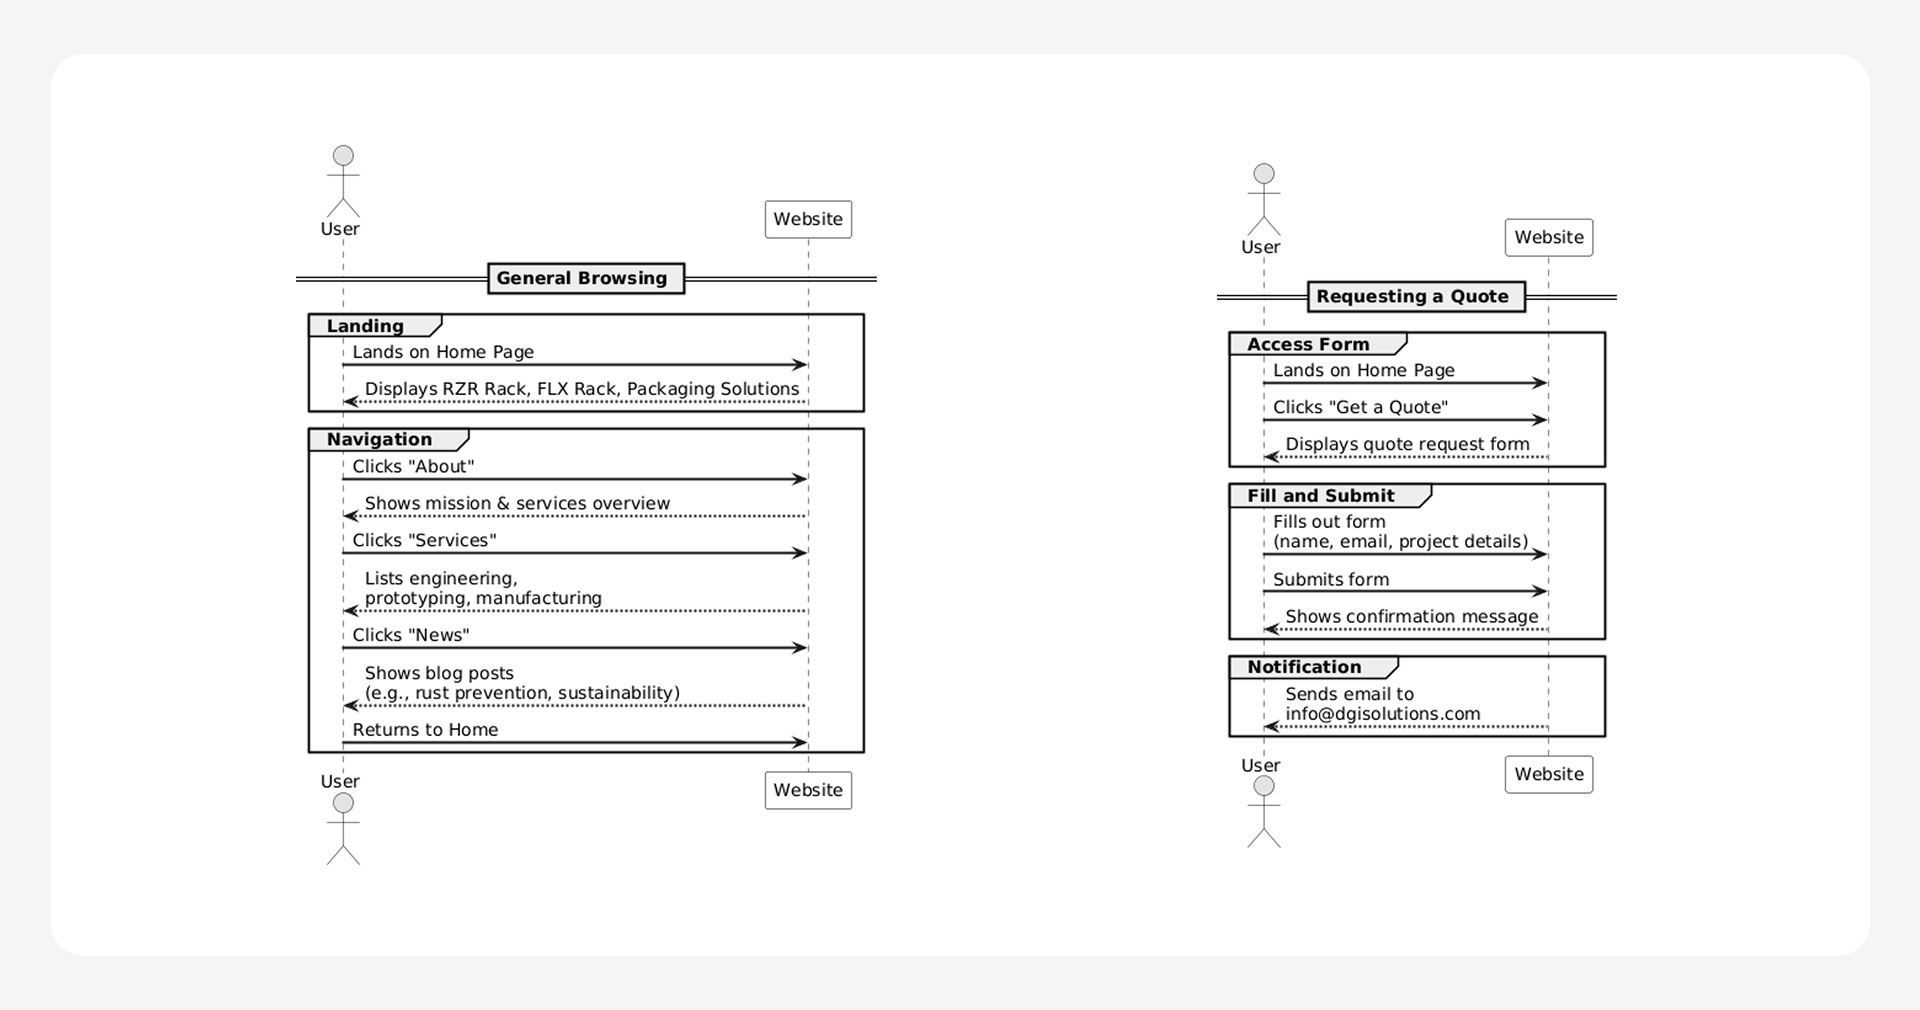 User
Website
General Browsing
Landing
Lands on Home Page
Displays RZR Rack, FLX Rack, Packaging Solutions
Navigation
Clicks "About"
Shows mission & services overview
Clicks "Services"
Lists engineering,
prototyping, manufacturing
Clicks "News"
Shows blog posts
(e.g., rust prevention, sustainability)
Returns to Home
User
Website
User
Website
Requesting a Quote
Access Form
Lands on Home Page
Clicks "Get a Quote"
Displays quote request form
Fill and Submit
Fills out form
(name, email, project details)
Submits form
Shows confirmation message
Notification
Sends email to
info@dgisolutions.com
User
Website